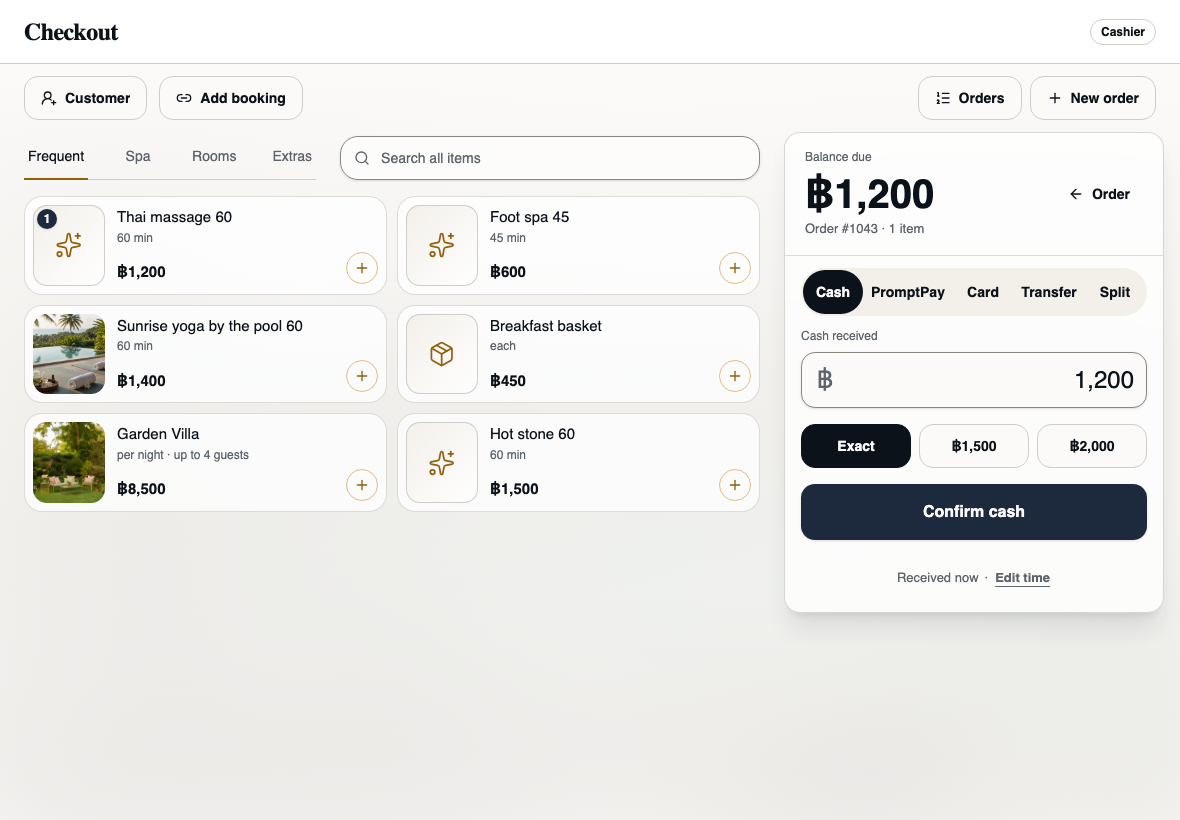 Checkout
Cashier
Customer
Add booking
Orders
New order
Frequent
Spa
Rooms
Extras
Search all items
1
Thai massage 60
60 min
฿1,200
Foot spa 45
45 min
฿600
Sunrise yoga by the pool 60
60 min
฿1,400
Breakfast basket
each
฿450
Garden Villa
per night · up to 4 guests
฿8,500
Hot stone 60
60 min
฿1,500
Balance due
฿1,200
Order #1043 · 1 item
Order
Cash
PromptPay
Card
Transfer
Split
Cash received
฿ 1,200
Exact
฿1,500
฿2,000
Confirm cash
Received now · Edit time